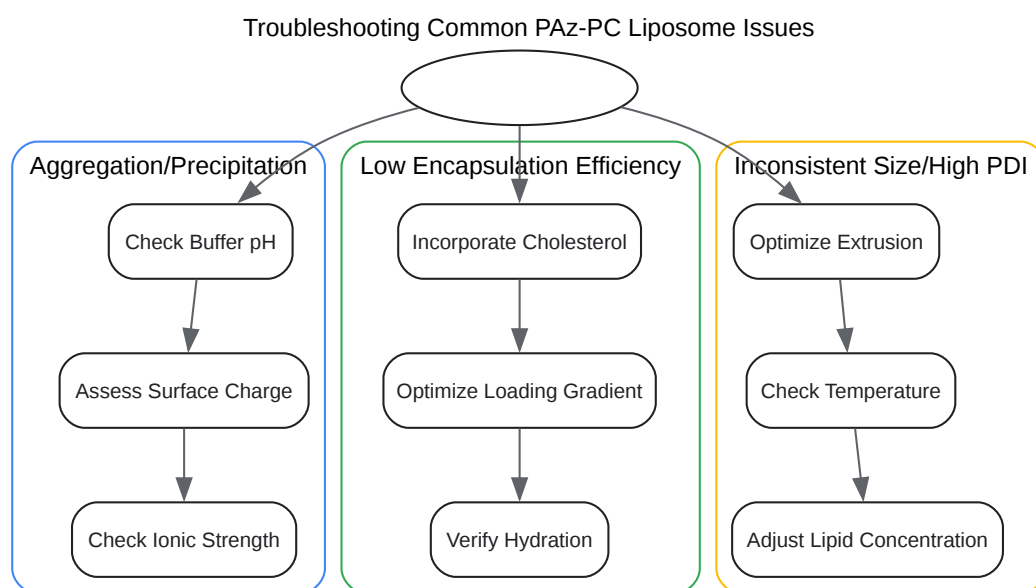 Troubleshooting Common PAz-PC Liposome Issues
Aggregation/Precipitation
Check Buffer pH
Assess Surface Charge
Check Ionic Strength
Low Encapsulation Efficiency
Incorporate Cholesterol
Optimize Loading Gradient
Verify Hydration
Inconsistent Size/High PDI
Optimize Extrusion
Check Temperature
Adjust Lipid Concentration